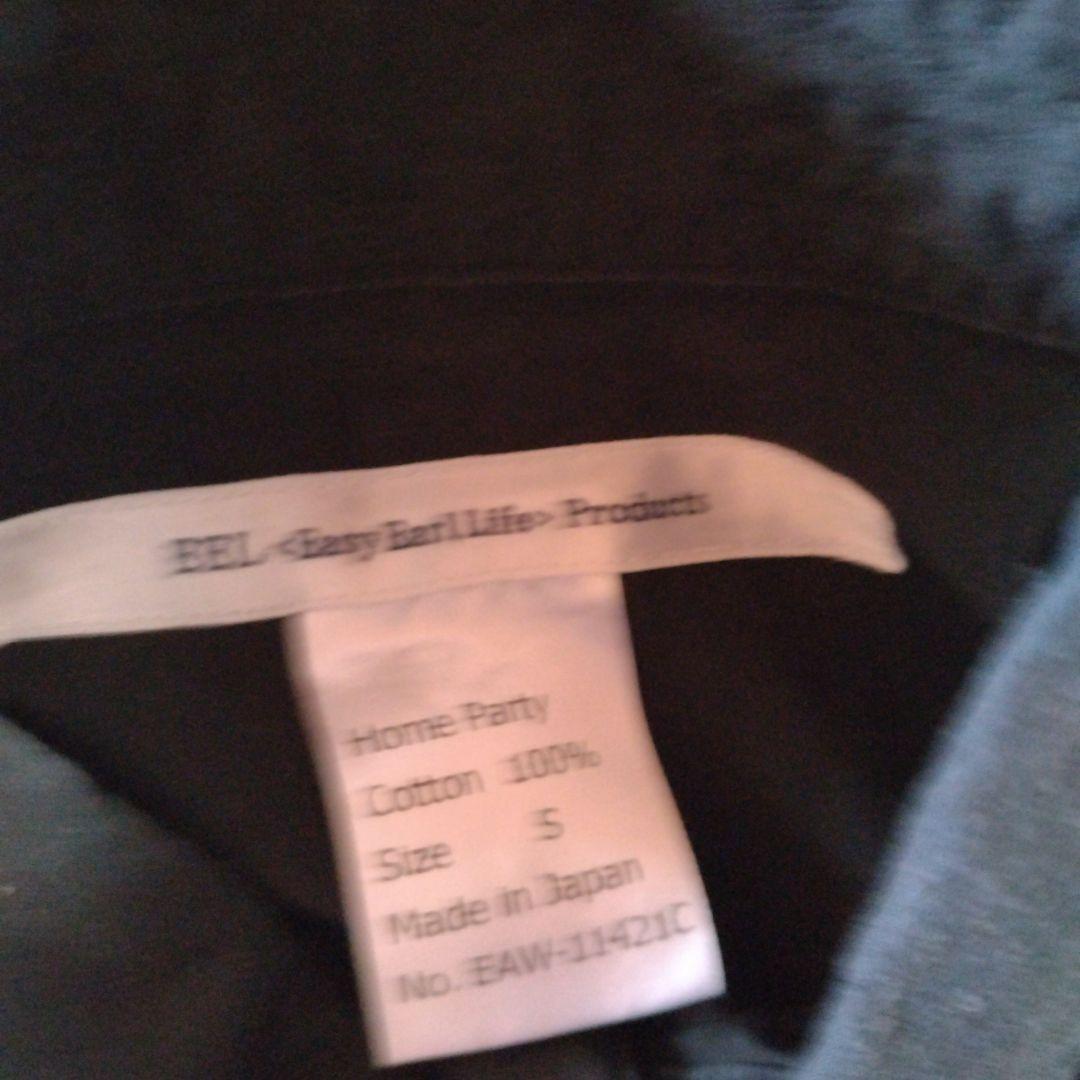 EEL <Easy Earl Life> Products
Home Party
Cotton 100%
Size S
Made in Japan
No. EAW-11421C